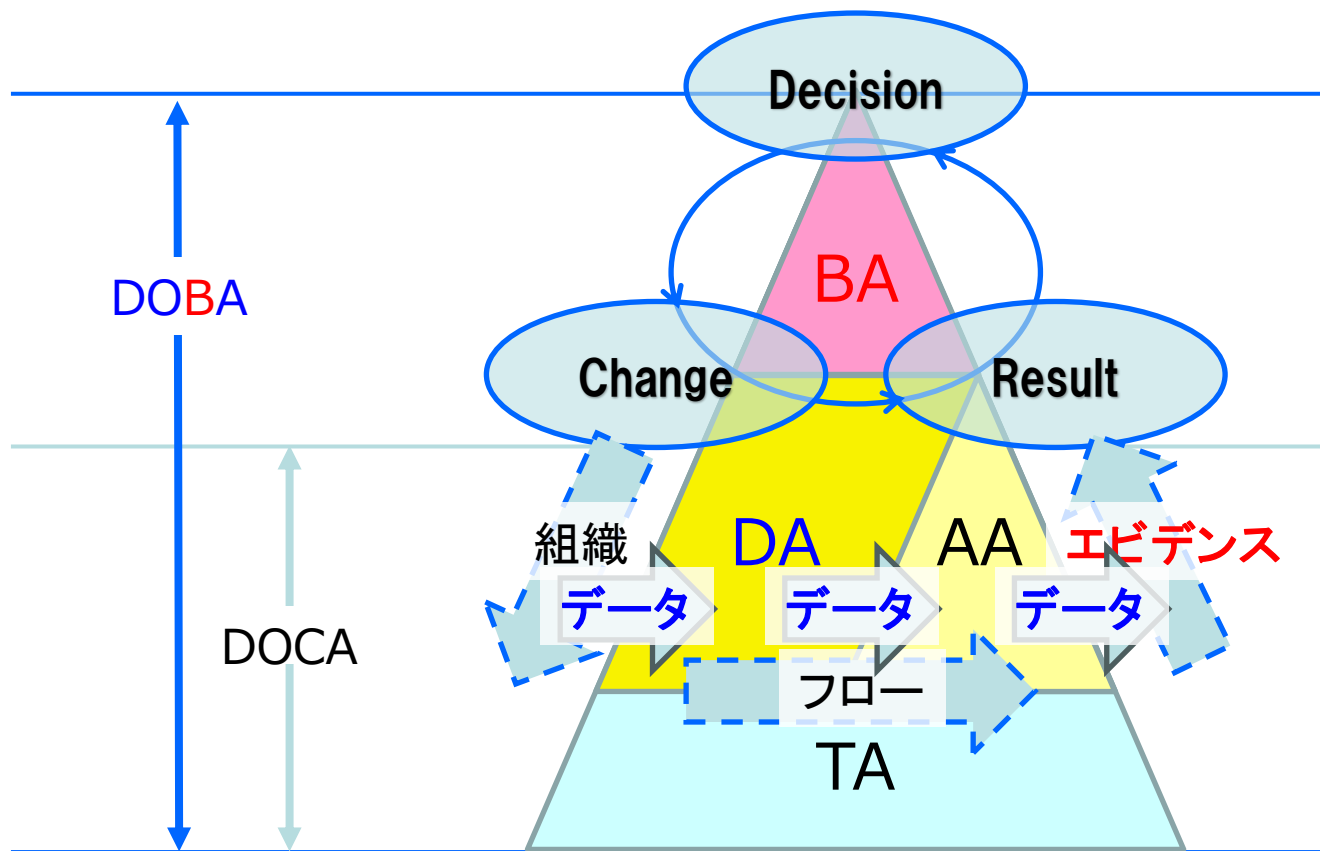 Decision
BA
DOBA
Change
Result
組織
DA
AA
エビデンス
データ
データ
データ
DOCA
フロー
TA